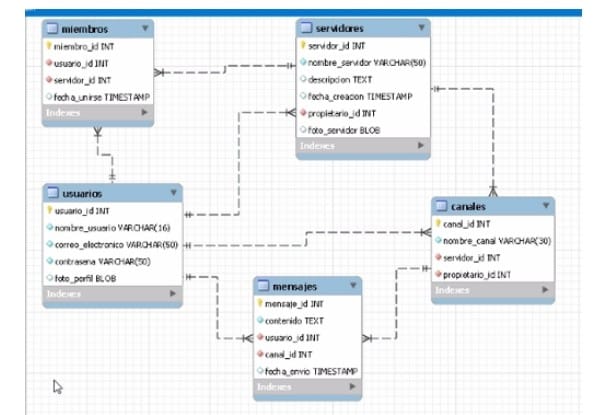 miembros
miembro_id INT
usuario_id INT
servidor_id INT
fecha_unirse TIMESTAMP
Indexes
servidores
servidor_id INT
nombre_servidor VARCHAR(50)
descripcion TEXT
fecha_creacion TIMESTAMP
propietario_id INT
foto_servidor BLOB
Indexes
usuarios
usuario_id INT
nombre_usuario VARCHAR(16)
correo_electronico VARCHAR(50)
contrasena VARCHAR(50)
foto_perfil BLOB
Indexes
canales
canal_id INT
nombre_canal VARCHAR(30)
servidor_id INT
propietario_id INT
Indexes
mensajes
mensaje_id INT
contenido TEXT
usuario_id INT
canal_id INT
fecha_envio TIMESTAMP
Indexes